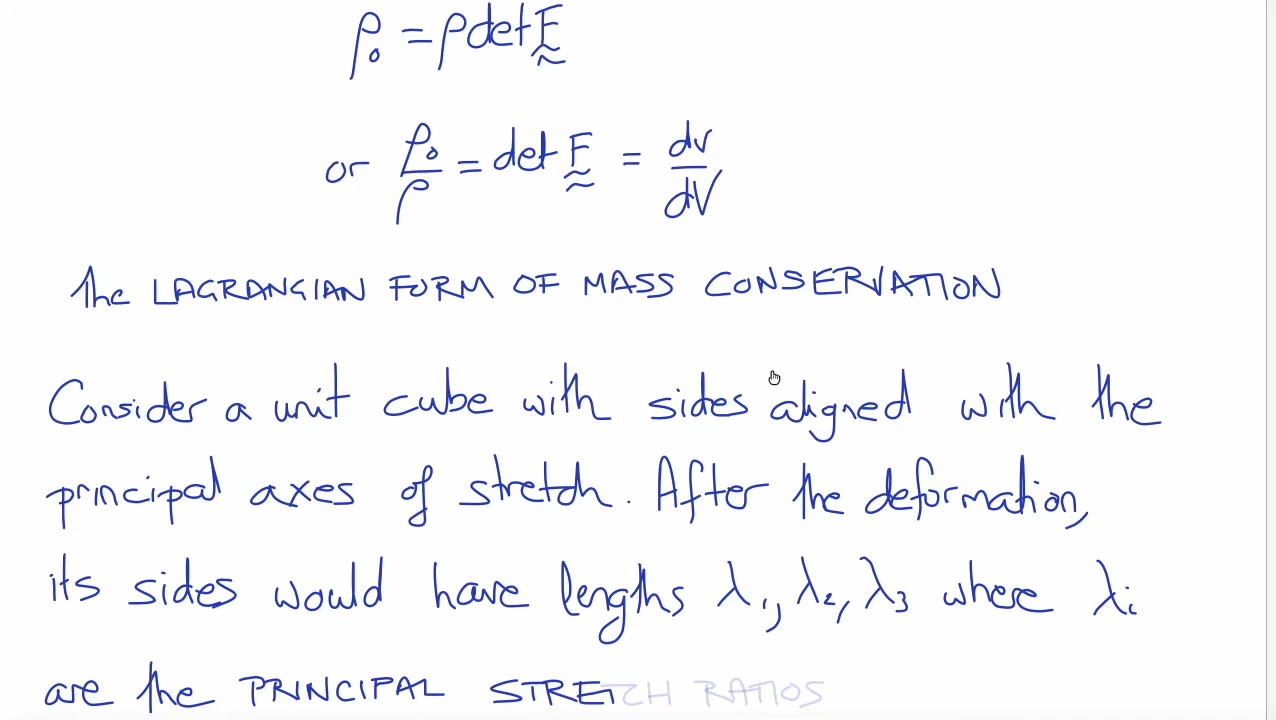 ρ₀ = ρ det F
or ρ₀/ρ = det F = dv/dV
the LAGRANGIAN FORM OF MASS CONSERVATION
Consider a unit cube with sides aligned with the
principal axes of stretch. After the deformation,
its sides would have lengths λ₁, λ₂, λ₃ where λᵢ
are the PRINCIPAL STRETCH RATIOS